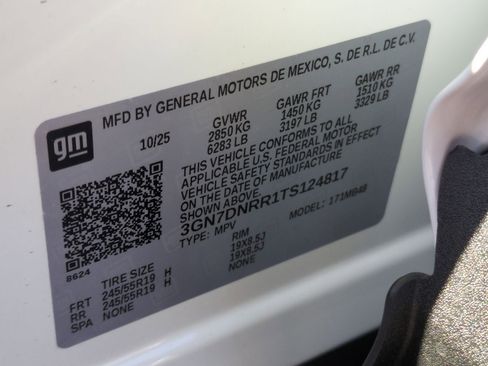 gm
MFD BY GENERAL MOTORS DE MEXICO, S. DE R.L. DE C.V.
10/25 GVWR GAWR FRT GAWR RR
2850 KG 1450 KG 1510 KG
6283 LB 3197 LB 3329 LB
THIS VEHICLE CONFORMS TO ALL
APPLICABLE U.S. FEDERAL MOTOR
VEHICLE SAFETY STANDARDS IN EFFECT
ON THE DATE OF MANUFACTURE
3GN7DNRR1TS124817
TYPE: MPV MODEL: 171MB48
8624
TIRE SIZE RIM
FRT 245/55R19 H 19X8.5J
RR 245/55R19 H 19X8.5J
SPA NONE NONE